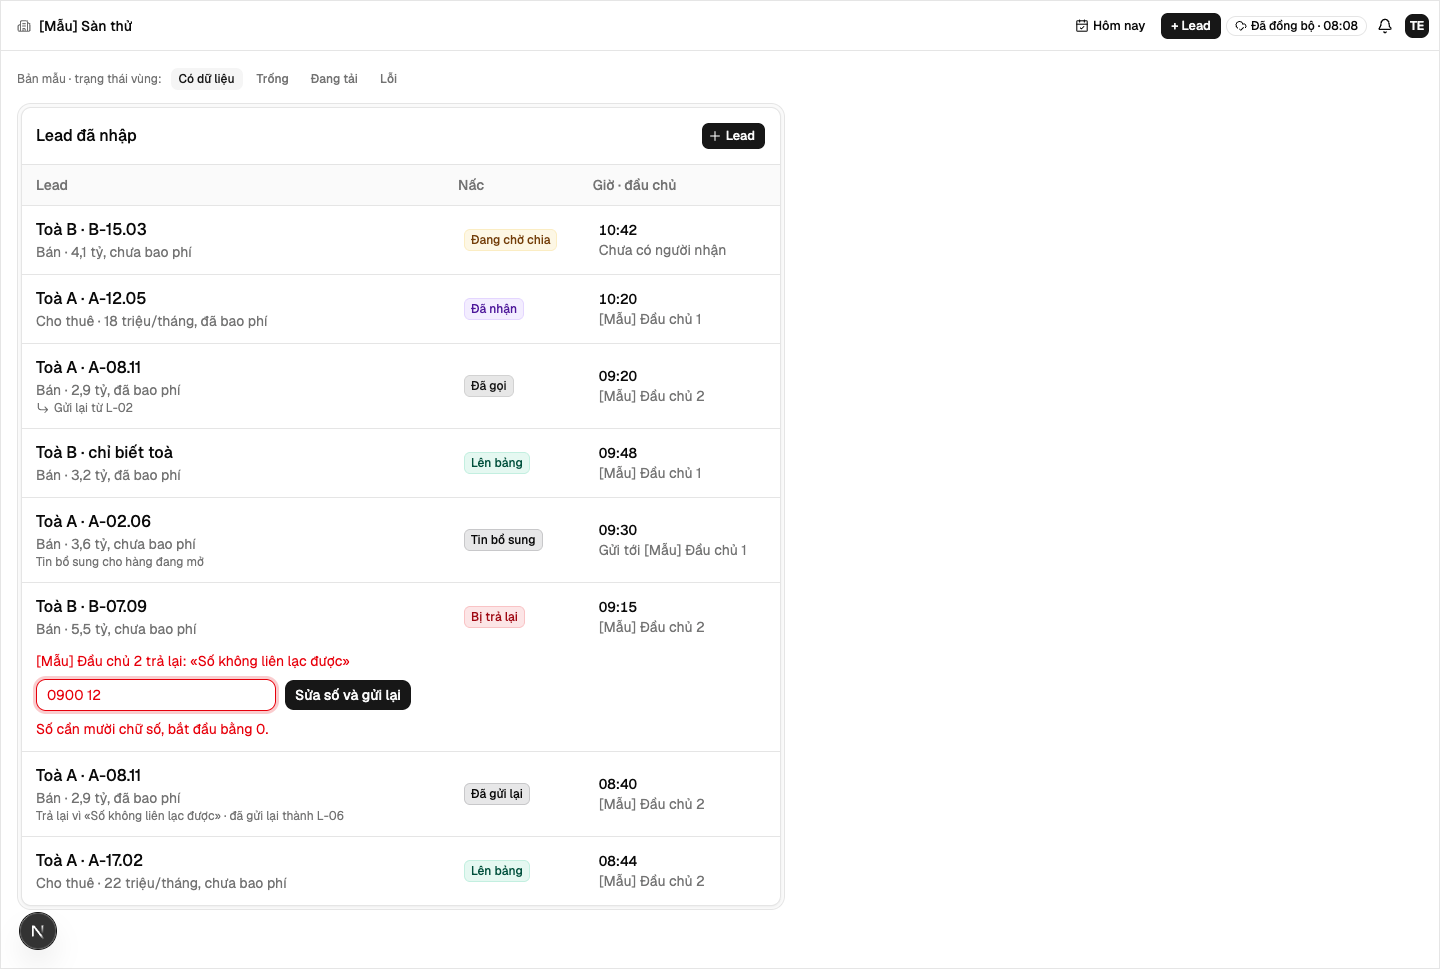 [Mẫu] Sàn thử
Hôm nay
+ Lead
Đã đồng bộ · 08:08
TE
Bản mẫu · trạng thái vùng:
Có dữ liệu
Trống
Đang tải
Lỗi
Lead đã nhập
+ Lead
Lead
Nấc
Giờ · đầu chủ
Toà B · B-15.03
Bán · 4,1 tỷ, chưa bao phí
Đang chờ chia
10:42
Chưa có người nhận
Toà A · A-12.05
Cho thuê · 18 triệu/tháng, đã bao phí
Đã nhận
10:20
[Mẫu] Đầu chủ 1
Toà A · A-08.11
Bán · 2,9 tỷ, đã bao phí
Gửi lại từ L-02
Đã gọi
09:20
[Mẫu] Đầu chủ 2
Toà B · chỉ biết toà
Bán · 3,2 tỷ, đã bao phí
Lên bảng
09:48
[Mẫu] Đầu chủ 1
Toà A · A-02.06
Bán · 3,6 tỷ, chưa bao phí
Tin bổ sung cho hàng đang mở
Tin bổ sung
09:30
Gửi tới [Mẫu] Đầu chủ 1
Toà B · B-07.09
Bán · 5,5 tỷ, chưa bao phí
Bị trả lại
09:15
[Mẫu] Đầu chủ 2
[Mẫu] Đầu chủ 2 trả lại: «Số không liên lạc được»
0900 12
Sửa số và gửi lại
Số cần mười chữ số, bắt đầu bằng 0.
Toà A · A-08.11
Bán · 2,9 tỷ, đã bao phí
Trả lại vì «Số không liên lạc được» · đã gửi lại thành L-06
Đã gửi lại
08:40
[Mẫu] Đầu chủ 2
Toà A · A-17.02
Cho thuê · 22 triệu/tháng, chưa bao phí
Lên bảng
08:44
[Mẫu] Đầu chủ 2
N